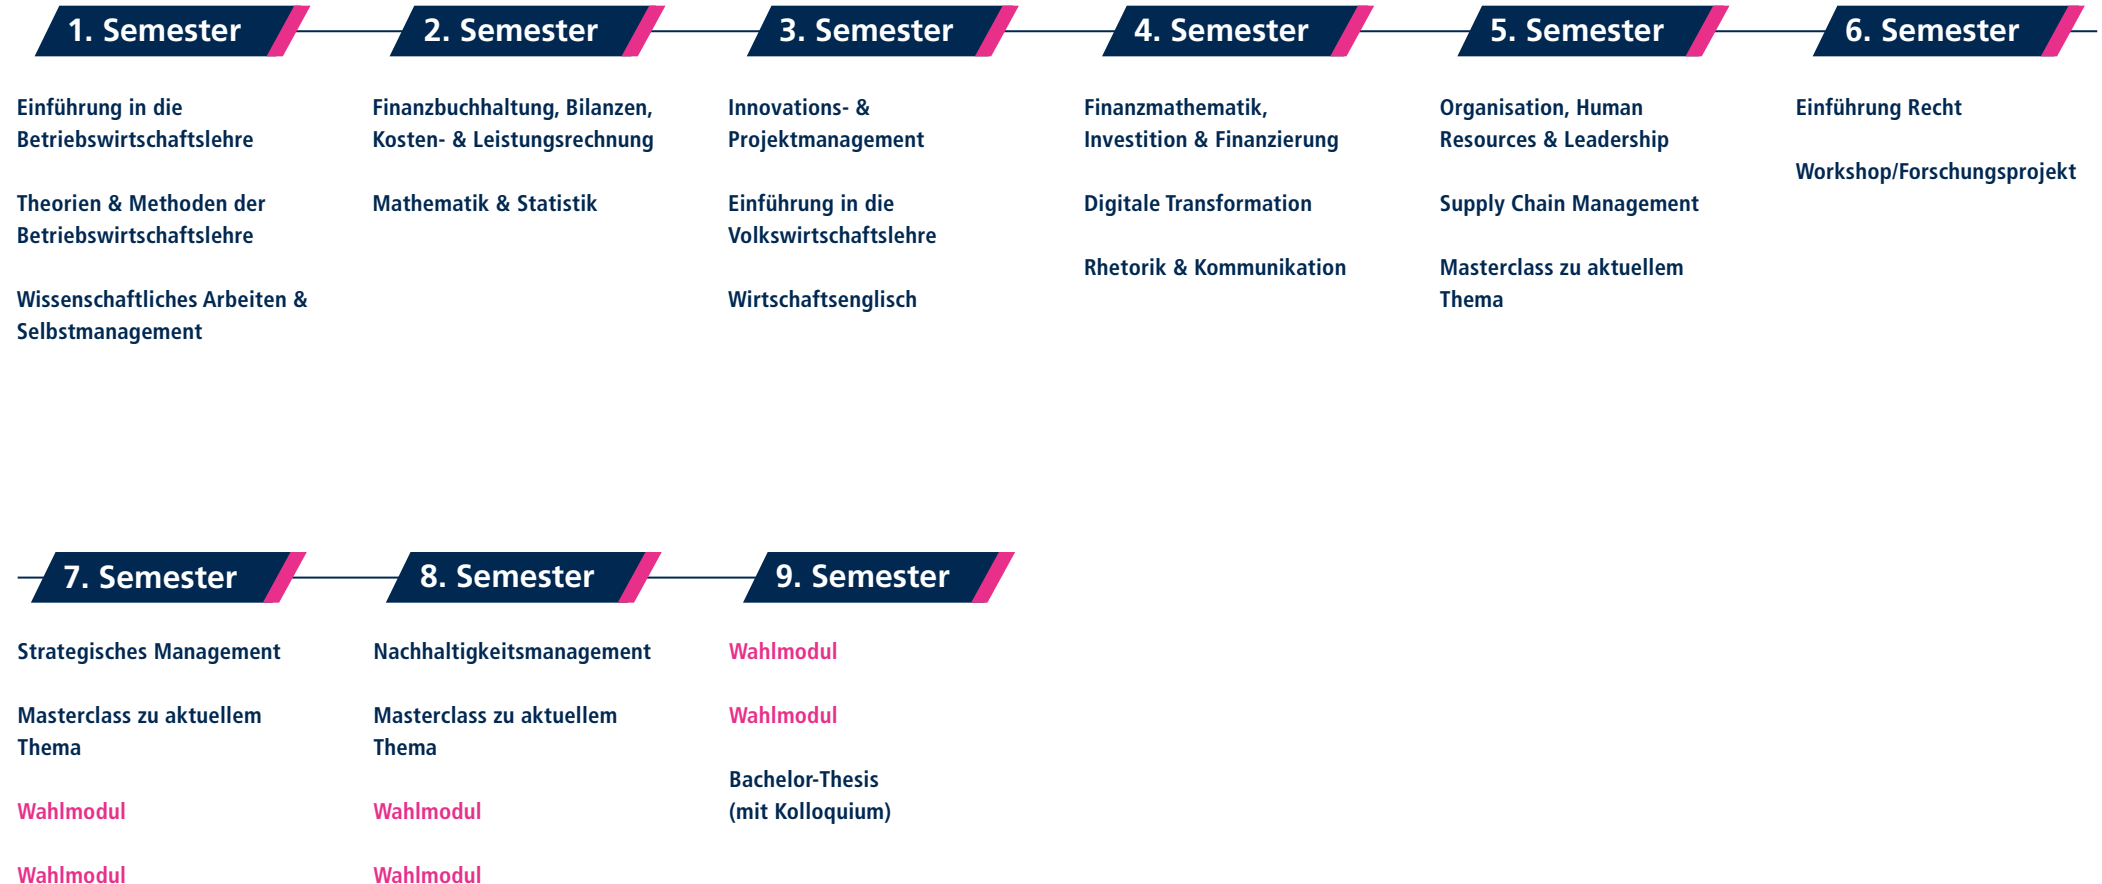 1. Semester
Einführung in die
Betriebswirtschaftslehre
Theorien & Methoden der
Betriebswirtschaftslehre
Wissenschaftliches Arbeiten &
Selbstmanagement
2. Semester
Finanzbuchhaltung, Bilanzen,
Kosten- & Leistungsrechnung
Mathematik & Statistik
3. Semester
Innovations- &
Projektmanagement
Einführung in die
Volkswirtschaftslehre
Wirtschaftsenglisch
4. Semester
Finanzmathematik,
Investition & Finanzierung
Digitale Transformation
Rhetorik & Kommunikation
5. Semester
Organisation, Human
Resources & Leadership
Supply Chain Management
Masterclass zu aktuellem
Thema
6. Semester
Einführung Recht
Workshop/Forschungsprojekt
7. Semester
Strategisches Management
Masterclass zu aktuellem
Thema
Wahlmodul
Wahlmodul
8. Semester
Nachhaltigkeitsmanagement
Masterclass zu aktuellem
Thema
Wahlmodul
Wahlmodul
9. Semester
Wahlmodul
Wahlmodul
Bachelor-Thesis
(mit Kolloquium)